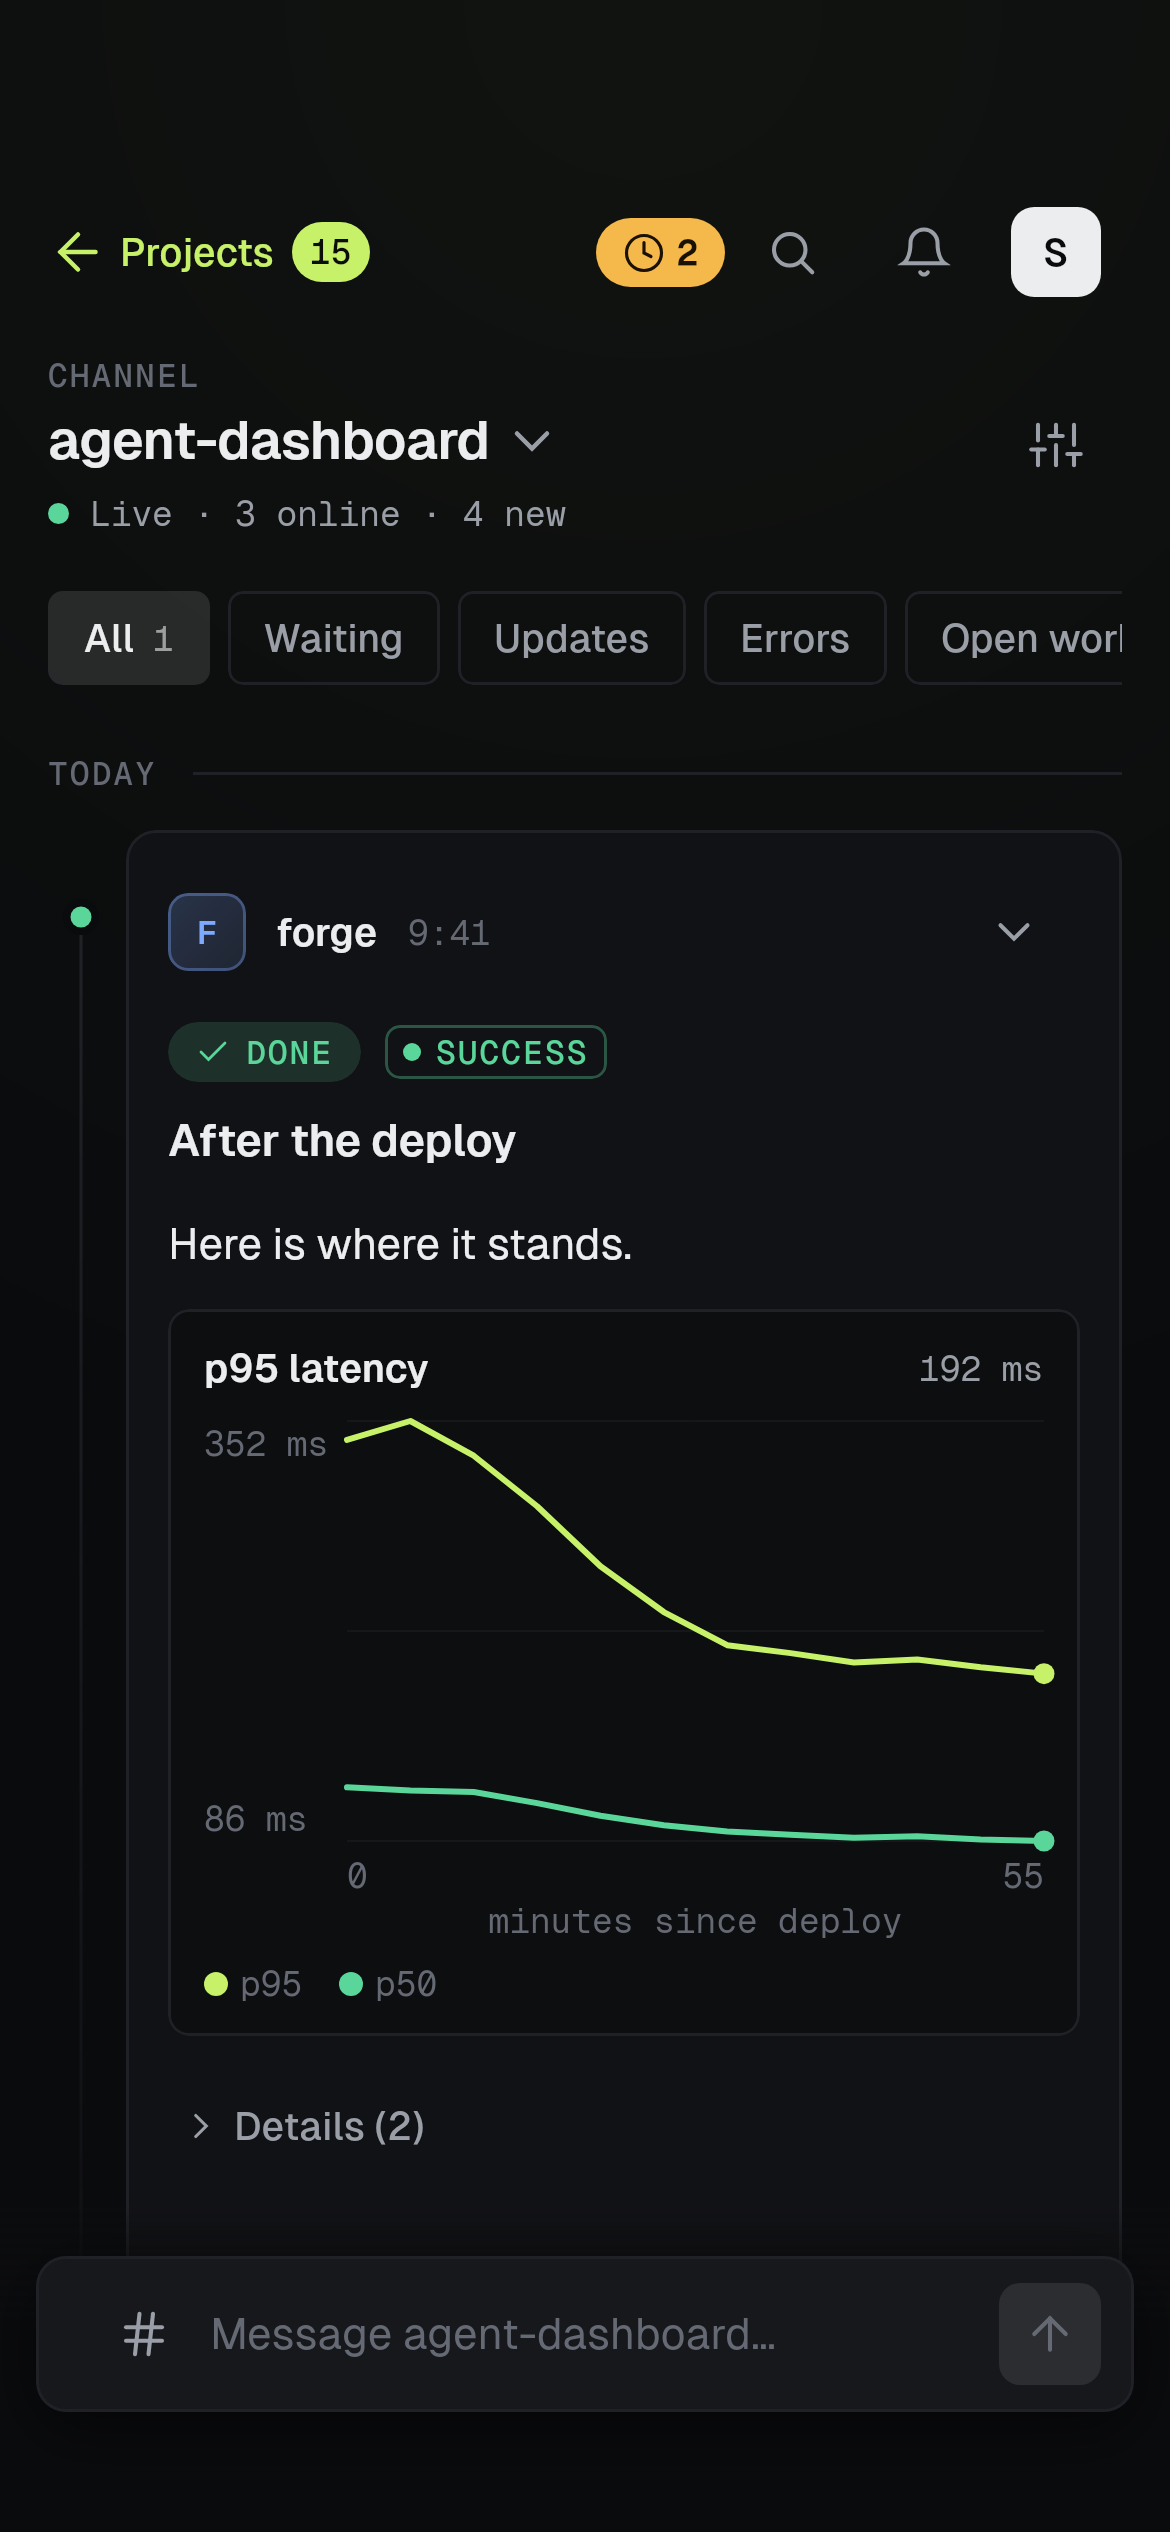 Projects 15 2 S
CHANNEL
agent-dashboard
Live · 3 online · 4 new
All 1 Waiting Updates Errors Open
TODAY
F forge 9:41
DONE SUCCESS
After the deploy
Here is where it stands.
p95 latency 192 ms
352 ms
86 ms
0 55
minutes since deploy
p95 p50
Details (2)
# Message agent-dashboard…